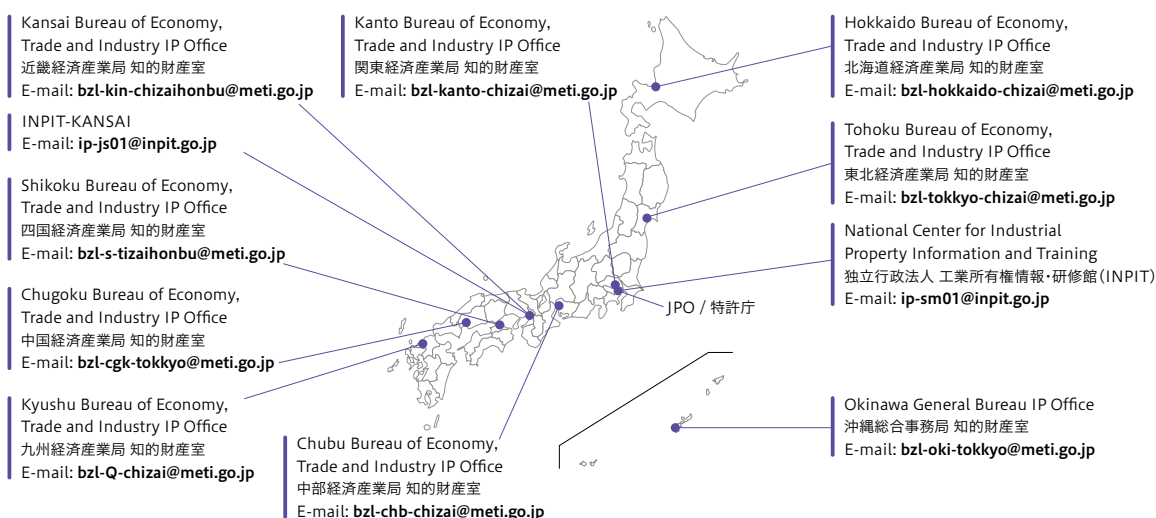 Kansai Bureau of Economy,
Trade and Industry IP Office
近畿経済産業局 知的財産室
E-mail: bzl-kin-chizaihonbu@meti.go.jp
INPIT-KANSAI
E-mail: ip-js01@inpit.go.jp
Shikoku Bureau of Economy,
Trade and Industry IP Office
四国経済産業局 知的財産室
E-mail: bzl-s-tizaihonbu@meti.go.jp
Chugoku Bureau of Economy,
Trade and Industry IP Office
中国経済産業局 知的財産室
E-mail: bzl-cgk-tokkyo@meti.go.jp
Kyushu Bureau of Economy,
Trade and Industry IP Office
九州経済産業局 知的財産室
E-mail: bzl-Q-chizai@meti.go.jp
Chubu Bureau of Economy,
Trade and Industry IP Office
中部経済産業局 知的財産室
E-mail: bzl-chb-chizai@meti.go.jp
Kanto Bureau of Economy,
Trade and Industry IP Office
関東経済産業局 知的財産室
E-mail: bzl-kanto-chizai@meti.go.jp
Hokkaido Bureau of Economy,
Trade and Industry IP Office
北海道経済産業局 知的財産室
E-mail: bzl-hokkaido-chizai@meti.go.jp
Tohoku Bureau of Economy,
Trade and Industry IP Office
東北経済産業局 知的財産室
E-mail: bzl-tokkyo-chizai@meti.go.jp
National Center for Industrial
Property Information and Training
独立行政法人 工業所有権情報・研修館(INPIT)
E-mail: ip-sm01@inpit.go.jp
JPO / 特許庁
Okinawa General Bureau IP Office
沖縄総合事務局 知的財産室
E-mail: bzl-oki-tokkyo@meti.go.jp